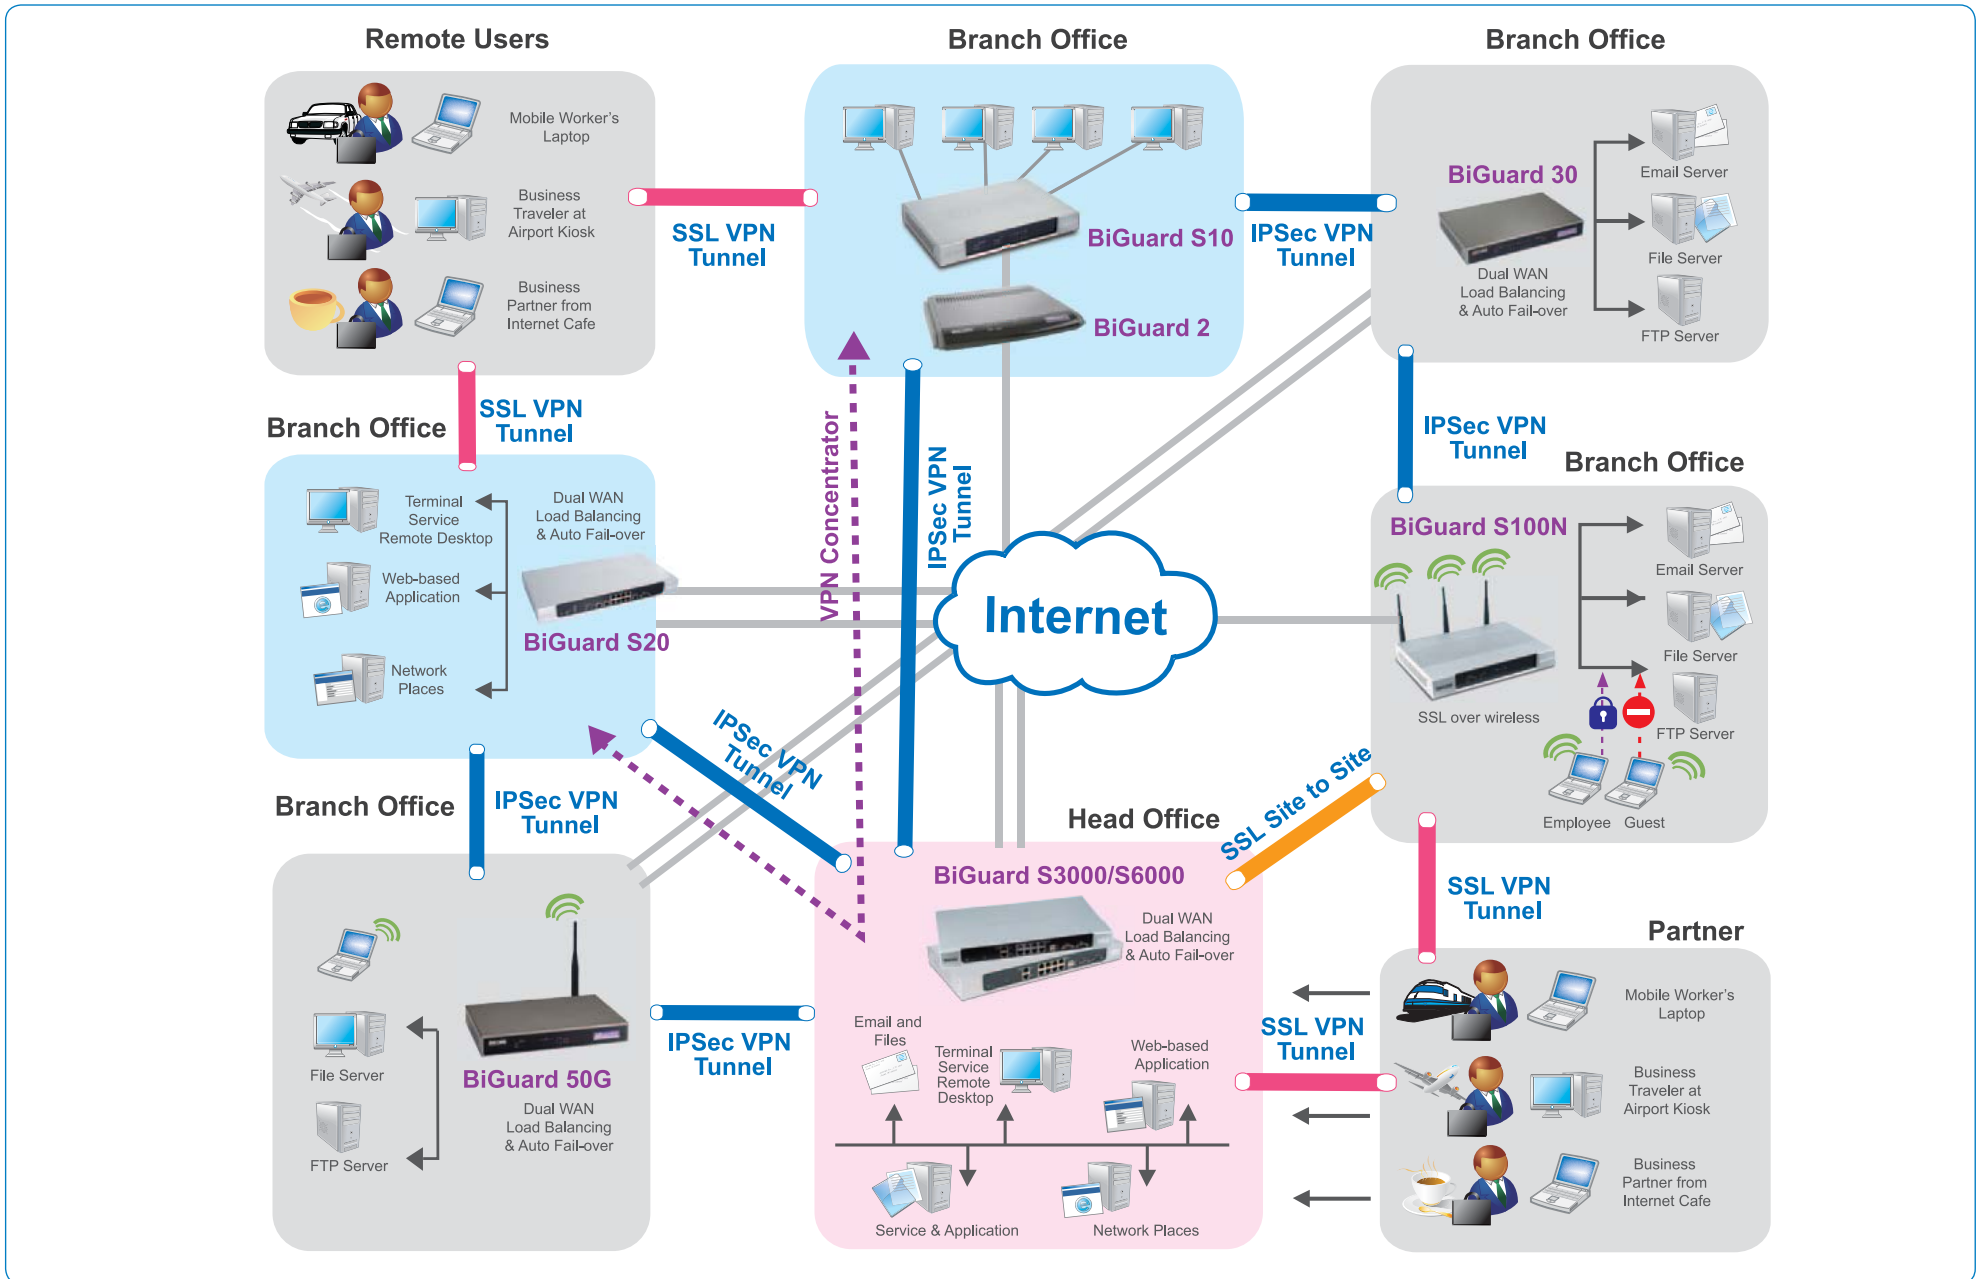 Remote Users
Mobile Worker's
Laptop
Business
Traveler at
Airport Kiosk
Business
Partner from
Internet Cafe
SSL VPN
Tunnel
Branch Office
BiGuard S10
BiGuard 2
IPSec VPN
Tunnel
Branch Office
BiGuard 30
Dual WAN
Load Balancing
& Auto Fail-over
Email Server
File Server
FTP Server
SSL VPN
Tunnel
Branch Office
Terminal
Service
Remote Desktop
Web-based
Application
Network
Places
Dual WAN
Load Balancing
& Auto Fail-over
BiGuard S20
VPN Concentrator
IPSec VPN
Tunnel
Internet
IPSec VPN
Tunnel
Branch Office
BiGuard S100N
SSL over wireless
Email Server
File Server
FTP Server
Employee
Guest
IPSec VPN
Tunnel
IPSec VPN
Tunnel
SSL Site to Site
SSL VPN
Tunnel
Branch Office
File Server
FTP Server
BiGuard 50G
Dual WAN
Load Balancing
& Auto Fail-over
IPSec VPN
Tunnel
Head Office
BiGuard S3000/S6000
Dual WAN
Load Balancing
& Auto Fail-over
Email and
Files
Terminal
Service
Remote
Desktop
Web-based
Application
Service & Application
Network Places
SSL VPN
Tunnel
Partner
Mobile Worker's
Laptop
Business
Traveler at
Airport Kiosk
Business
Partner from
Internet Cafe